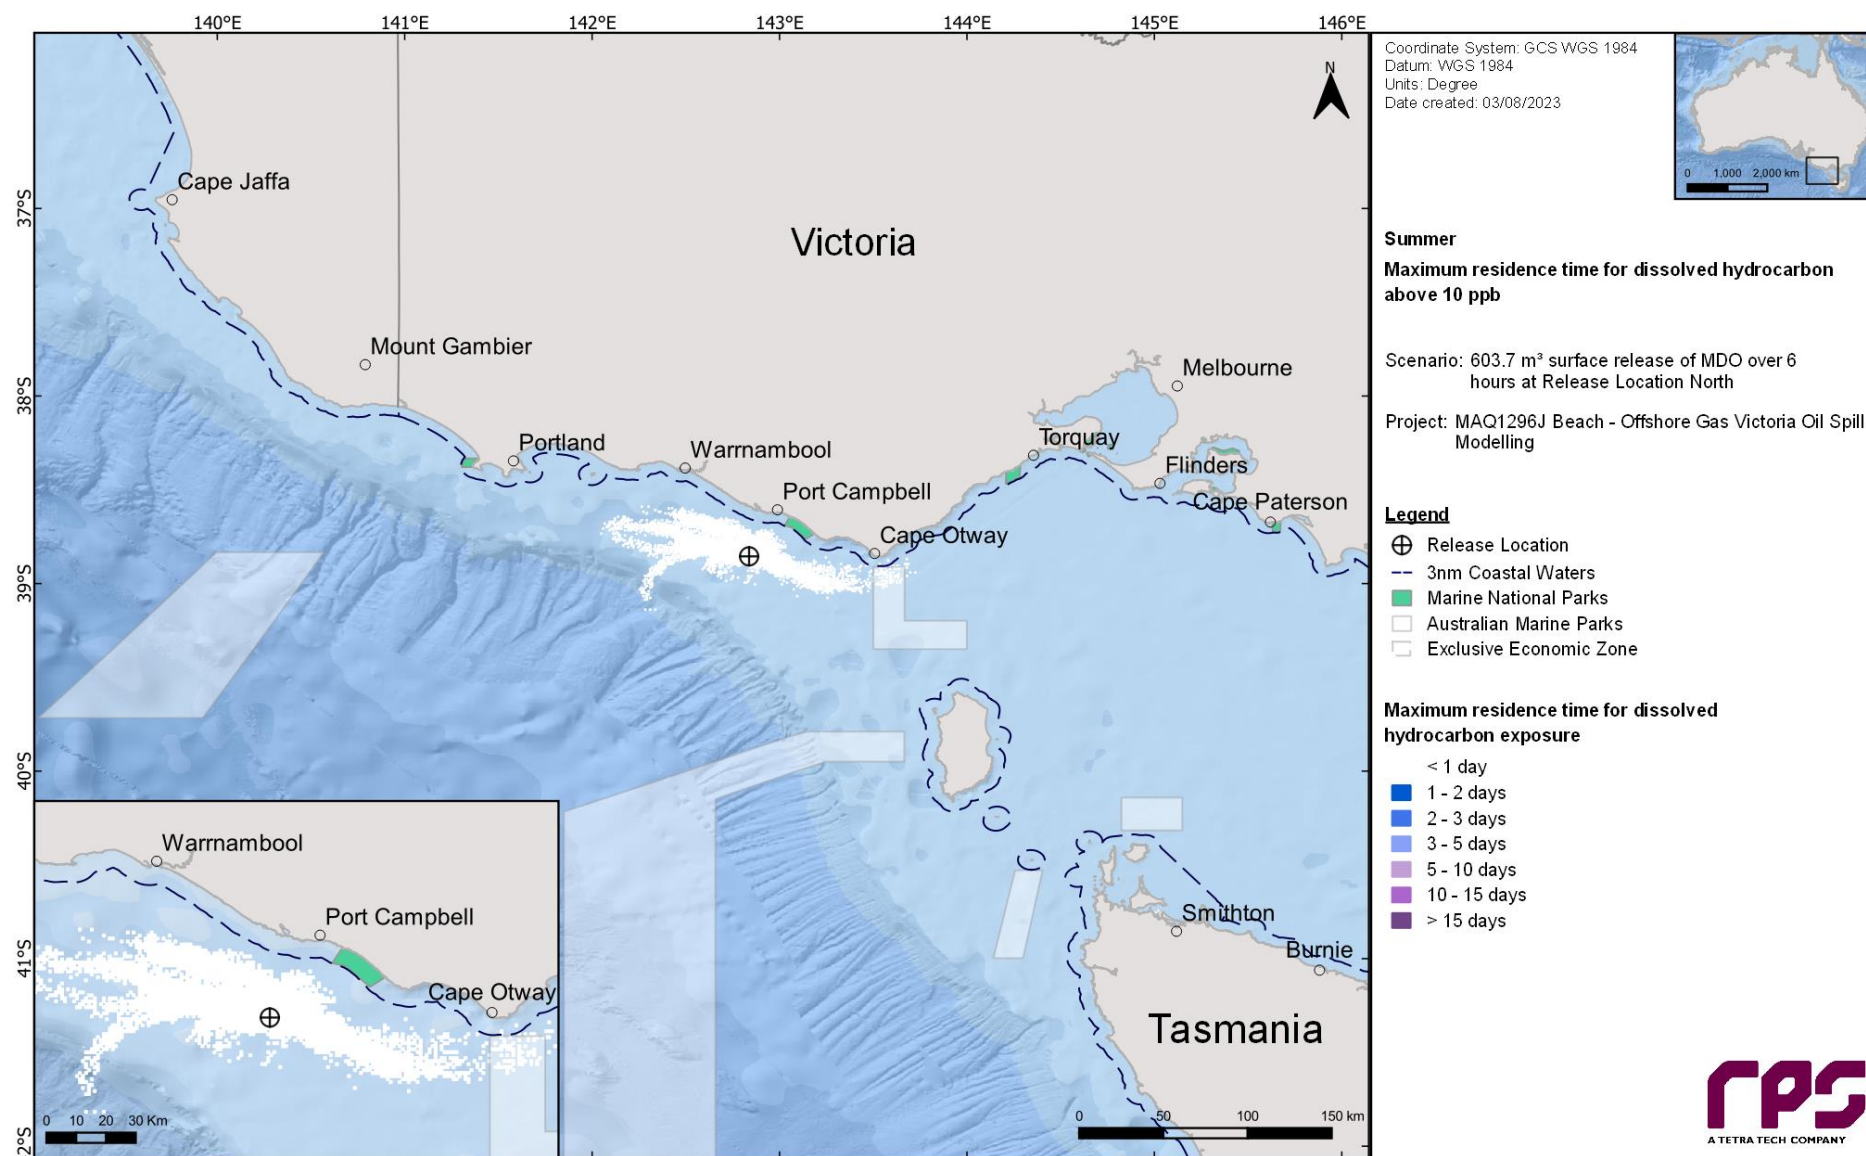 140°E 141°E 142°E 143°E 144°E 145°E 146°E
37°S
38°S
39°S
40°S
41°S
42°S
N
Cape Jaffa
Victoria
Mount Gambier
Melbourne
Portland
Warrnambool
Torquay
Flinders
Port Campbell
Cape Paterson
Cape Otway
Smithton
Burnie
Tasmania
0 50 100 150 km
Warrnambool
Port Campbell
Cape Otway
0 10 20 30 Km
Coordinate System: GCS WGS 1984
Datum: WGS 1984
Units: Degree
Date created: 03/08/2023
0 1,000 2,000 km
Summer
Maximum residence time for dissolved hydrocarbon
above 10 ppb
Scenario: 603.7 m³ surface release of MDO over 6
hours at Release Location North
Project: MAQ1296J Beach - Offshore Gas Victoria Oil Spill
Modelling
Legend
Release Location
3nm Coastal Waters
Marine National Parks
Australian Marine Parks
Exclusive Economic Zone
Maximum residence time for dissolved
hydrocarbon exposure
< 1 day
1 - 2 days
2 - 3 days
3 - 5 days
5 - 10 days
10 - 15 days
> 15 days
rps
A TETRA TECH COMPANY